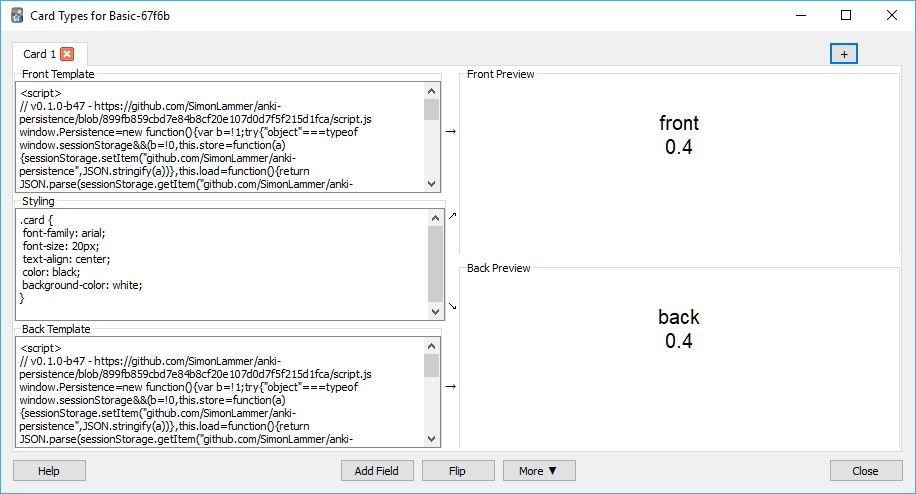 Card Types for Basic-67f6b
Card 1
+
Front Template
<script>
// v0.1.0-b47 - https://github.com/SimonLammer/anki-
persistence/blob/899fb859cbd7e84b8cf20e107d0d7f5f215d1fca/script.js
window.Persistence=new function(){var b=!1;try{"object"===typeof
window.sessionStorage&&(b=!0,this.store=function(a)
{sessionStorage.setItem("github.com/SimonLammer/anki-
persistence",JSON.stringify(a))},this.load=function(){return
JSON.parse(sessionStorage.getItem("github.com/SimonLammer/anki-
Styling
.card {
font-family: arial;
font-size: 20px;
text-align: center;
color: black;
background-color: white;
}
Back Template
<script>
// v0.1.0-b47 - https://github.com/SimonLammer/anki-
persistence/blob/899fb859cbd7e84b8cf20e107d0d7f5f215d1fca/script.js
window.Persistence=new function(){var b=!1;try{"object"===typeof
window.sessionStorage&&(b=!0,this.store=function(a)
{sessionStorage.setItem("github.com/SimonLammer/anki-
persistence",JSON.stringify(a))},this.load=function(){return
JSON.parse(sessionStorage.getItem("github.com/SimonLammer/anki-
Front Preview
front
0.4
Back Preview
back
0.4
Help
Add Field
Flip
More ▼
Close